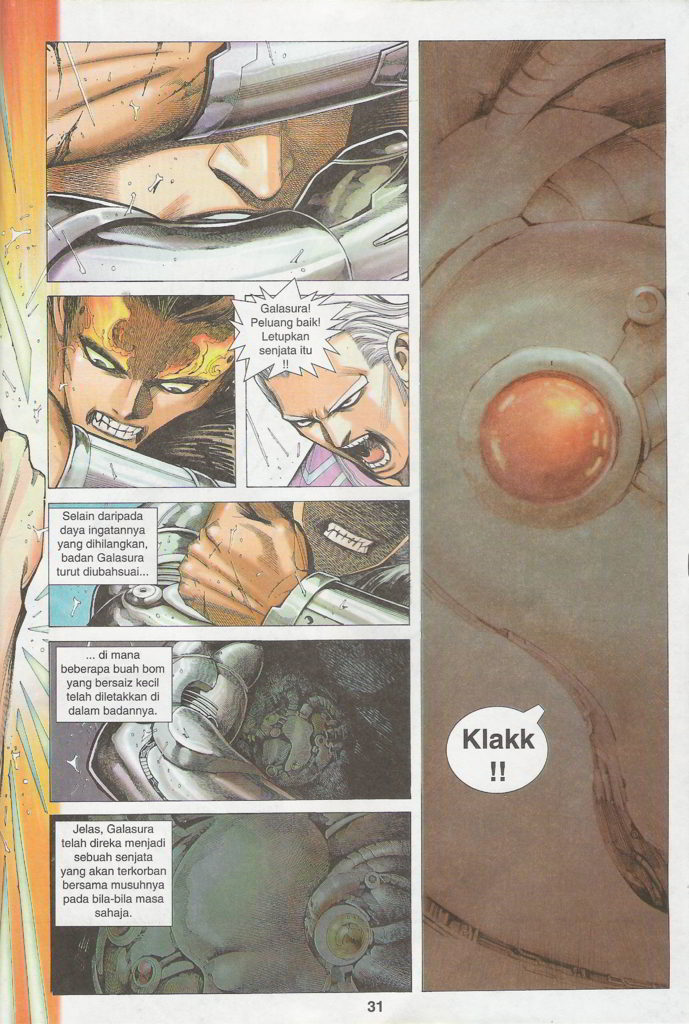 Galasura!
Peluang baik!
Letupkan
senjata itu
!!
Selain daripada
daya ingatannya
yang dihilangkan,
badan Galasura
turut diubahsuai...
... di mana
beberapa buah bom
yang bersaiz kecil
telah diletakkan di
dalam badannya.
Jelas, Galasura
telah direka menjadi
sebuah senjata
yang akan terkorban
bersama musuhnya
pada bila-bila masa
sahaja.
Klakk
!!
31